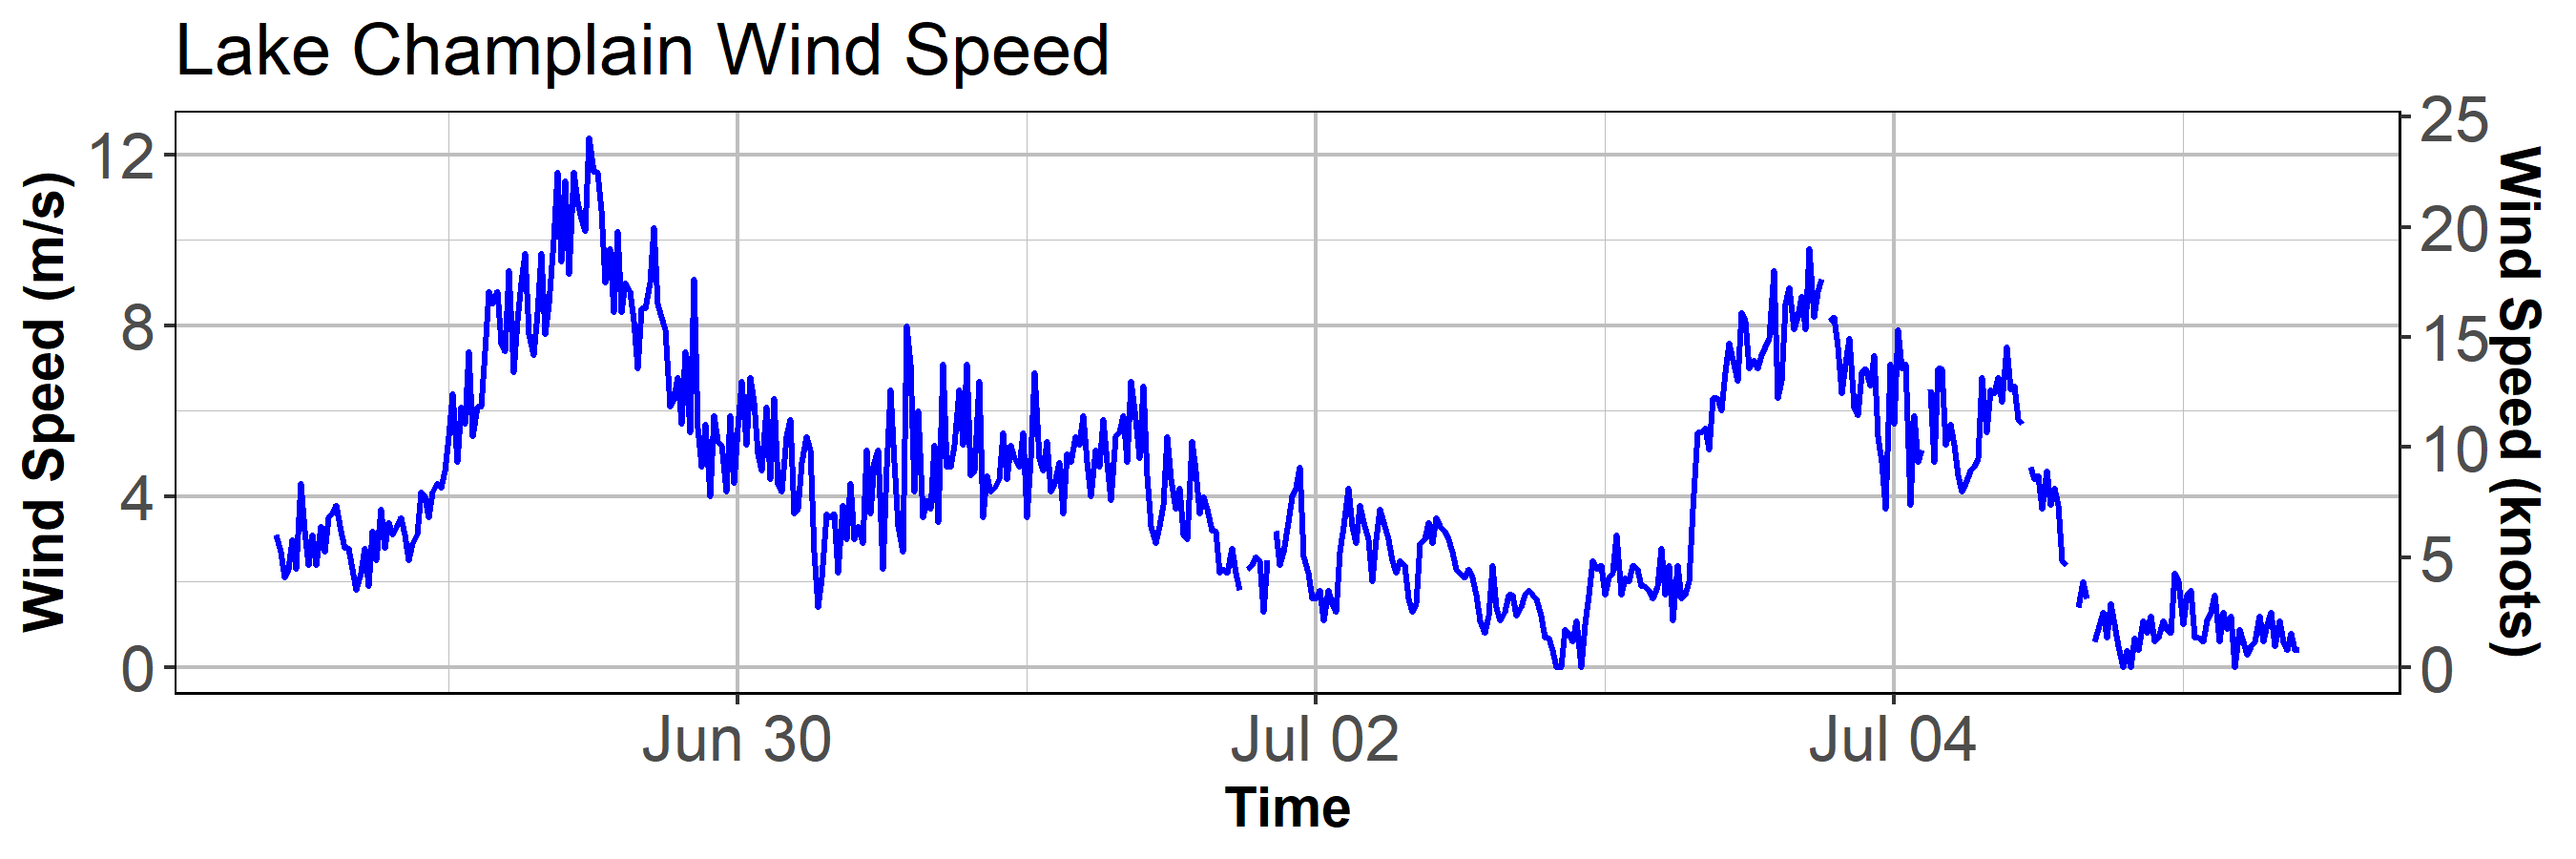 Lake Champlain Wind Speed
Wind Speed (m/s)
12
8
4
0
25
20
15
10
5
0
Wind Speed (knots)
Jun 30
Jul 02
Jul 04
Time